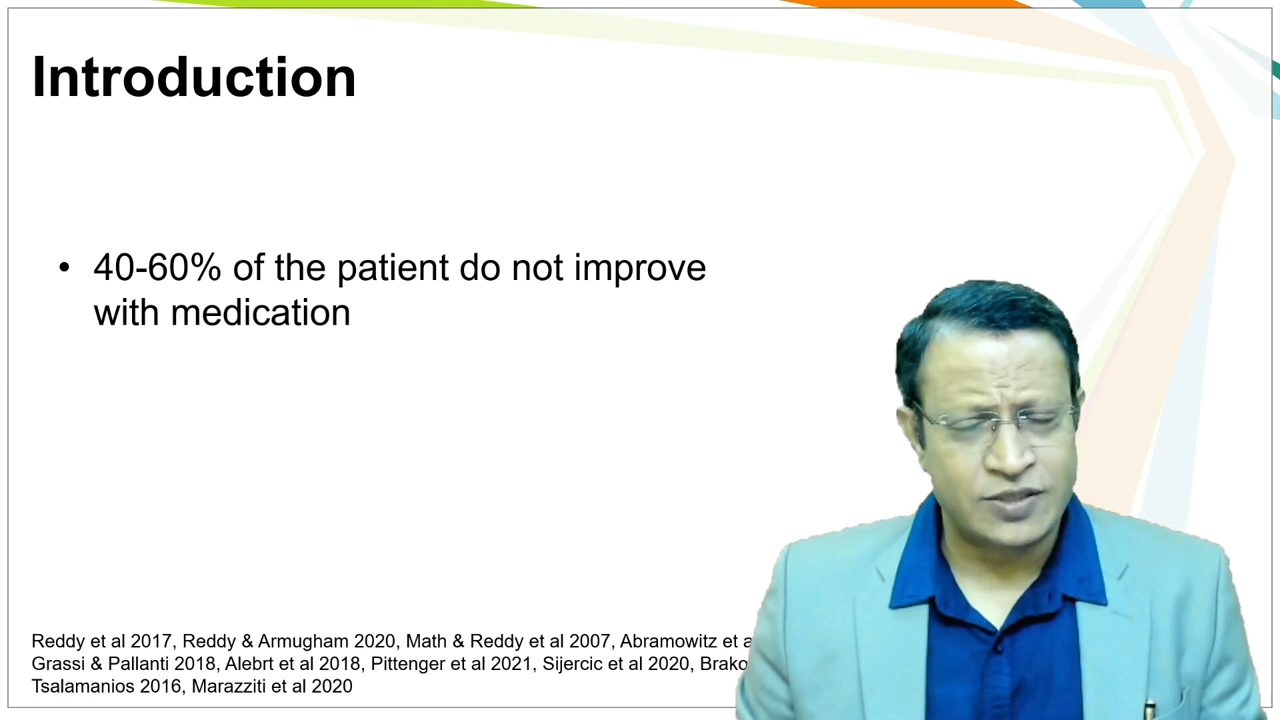 Introduction
• 40-60% of the patient do not improve
with medication
Reddy et al 2017, Reddy & Armugham 2020, Math & Reddy et al 2007, Abramowitz et
Grassi & Pallanti 2018, Alebrt et al 2018, Pittenger et al 2021, Sijercic et al 2020,
Tsalamanios 2016, Marazziti et al 2020